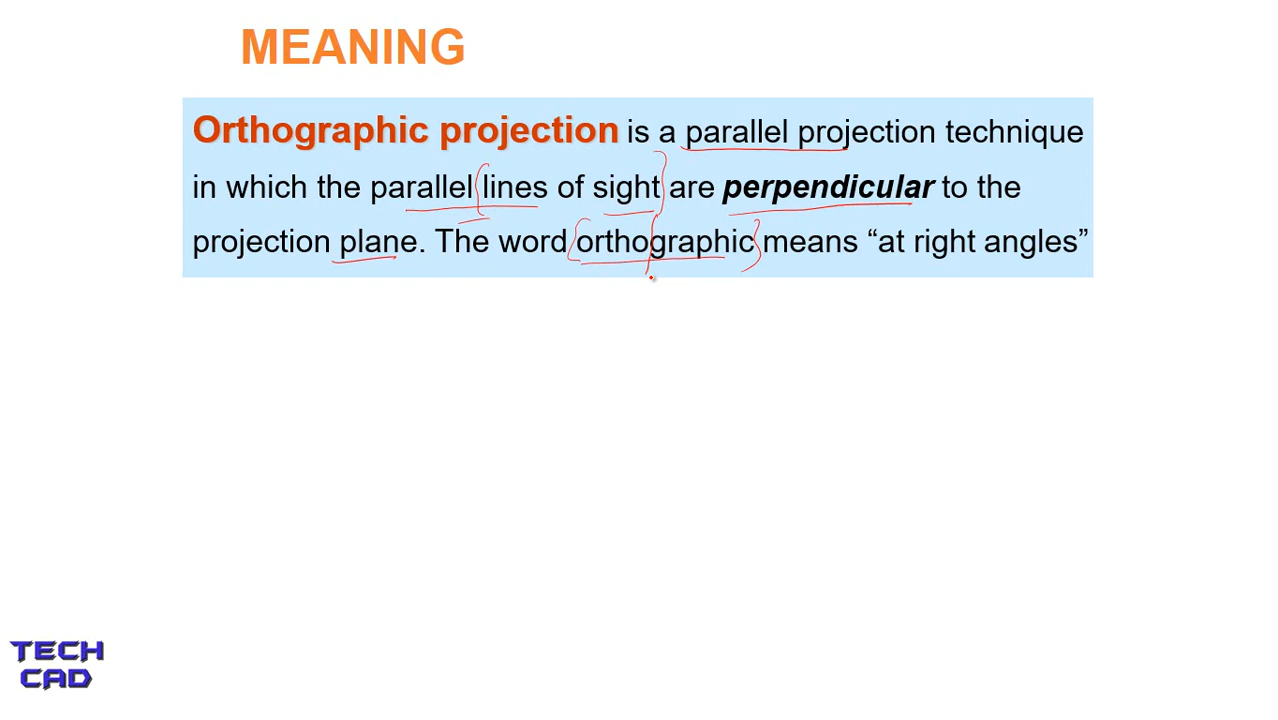 MEANING
Orthographic projection is a parallel projection technique
in which the parallel lines of sight are perpendicular to the
projection plane. The word orthographic means “at right angles”
TECH
CAD